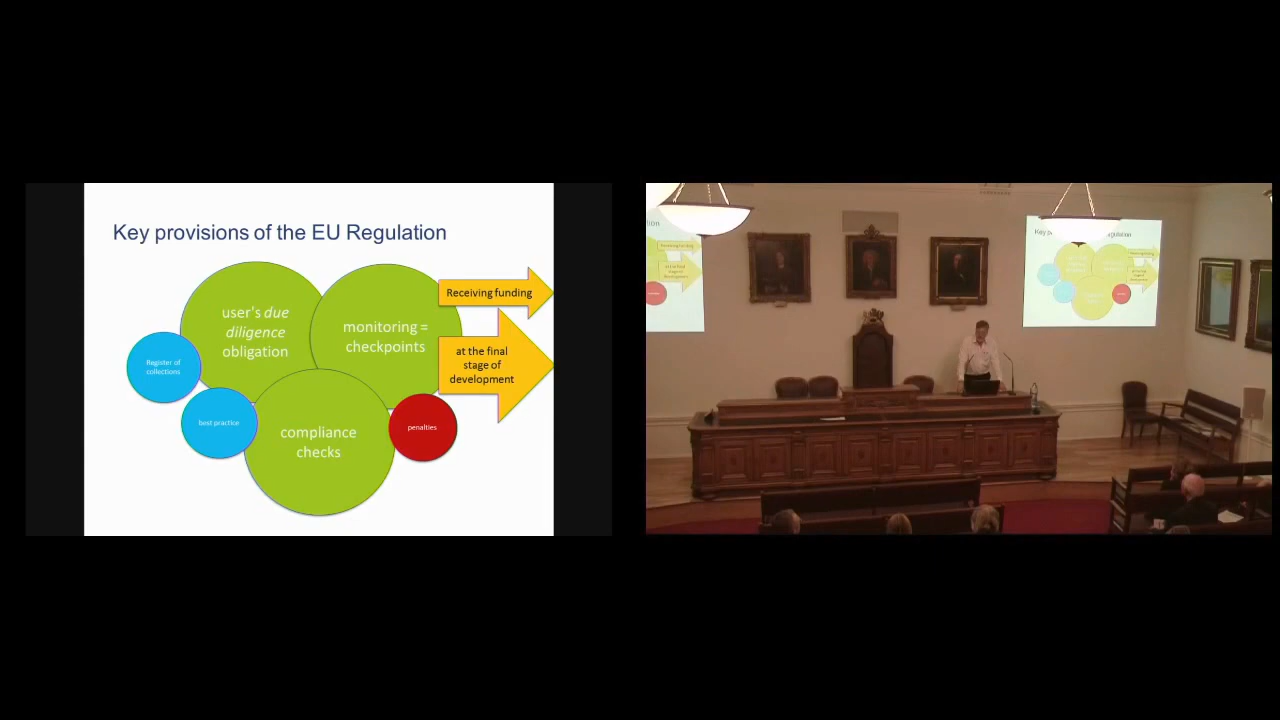 Key provisions of the EU Regulation
user's due
diligence
obligation
monitoring =
checkpoints
Receiving funding
at the final
stage of
development
Register of
collections
best practice
compliance
checks
penalties